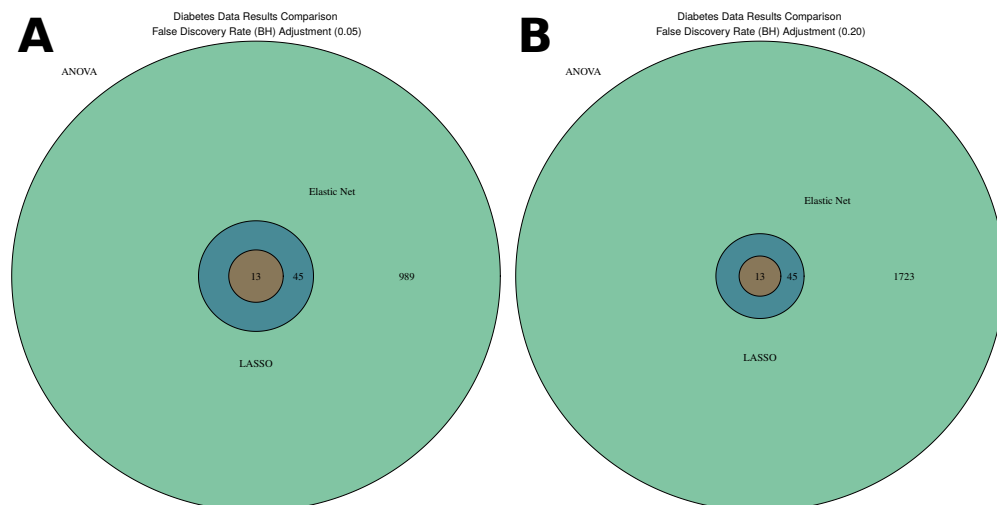 A
Diabetes Data Results Comparison
False Discovery Rate (BH) Adjustment (0.05)
ANOVA
Elastic Net
13
45
989
LASSO
B
Diabetes Data Results Comparison
False Discovery Rate (BH) Adjustment (0.20)
ANOVA
Elastic Net
13
45
1723
LASSO